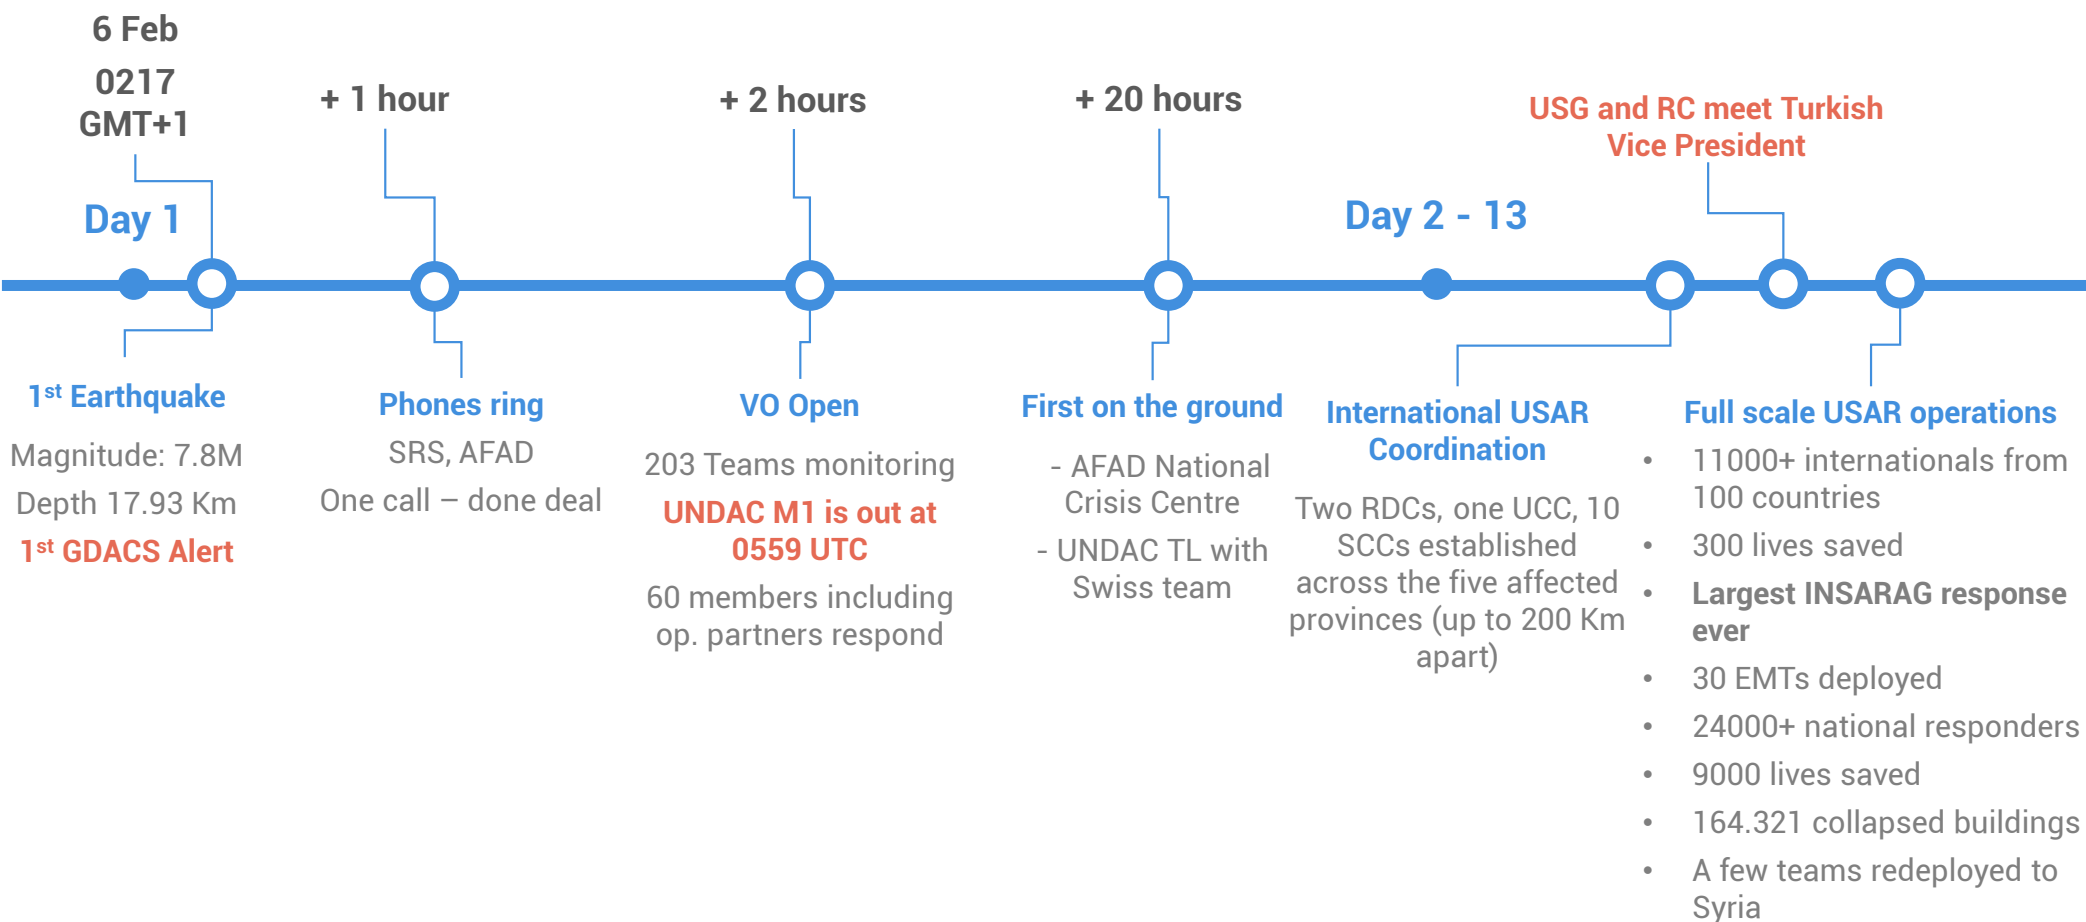 6 Feb
0217
GMT+1
Day 1
1st Earthquake
Magnitude: 7.8M
Depth 17.93 Km
1st GDACS Alert
+ 1 hour
Phones ring
SRS, AFAD
One call – done deal
+ 2 hours
VO Open
203 Teams monitoring
UNDAC M1 is out at
0559 UTC
60 members including
op. partners respond
+ 20 hours
First on the ground
- AFAD National
Crisis Centre
- UNDAC TL with
Swiss team
Day 2 - 13
International USAR
Coordination
Two RDCs, one UCC, 10
SCCs established
across the five affected
provinces (up to 200 Km
apart)
USG and RC meet Turkish
Vice President
Full scale USAR operations
• 11000+ internationals from
100 countries
• 300 lives saved
• Largest INSARAG response
ever
• 30 EMTs deployed
• 24000+ national responders
• 9000 lives saved
• 164.321 collapsed buildings
• A few teams redeployed to
Syria